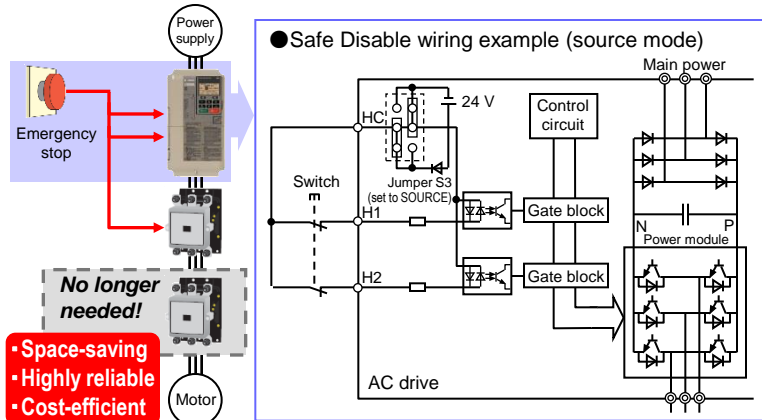 Power
supply
Emergency
stop
No longer
needed!
▪Space-saving
▪Highly reliable
▪Cost-efficient
Motor
●Safe Disable wiring example (source mode)
Main power
24 V
HC
Control
circuit
Switch
Jumper S3
(set to SOURCE)
H1
Gate block
N
P
Power module
H2
Gate block
AC drive